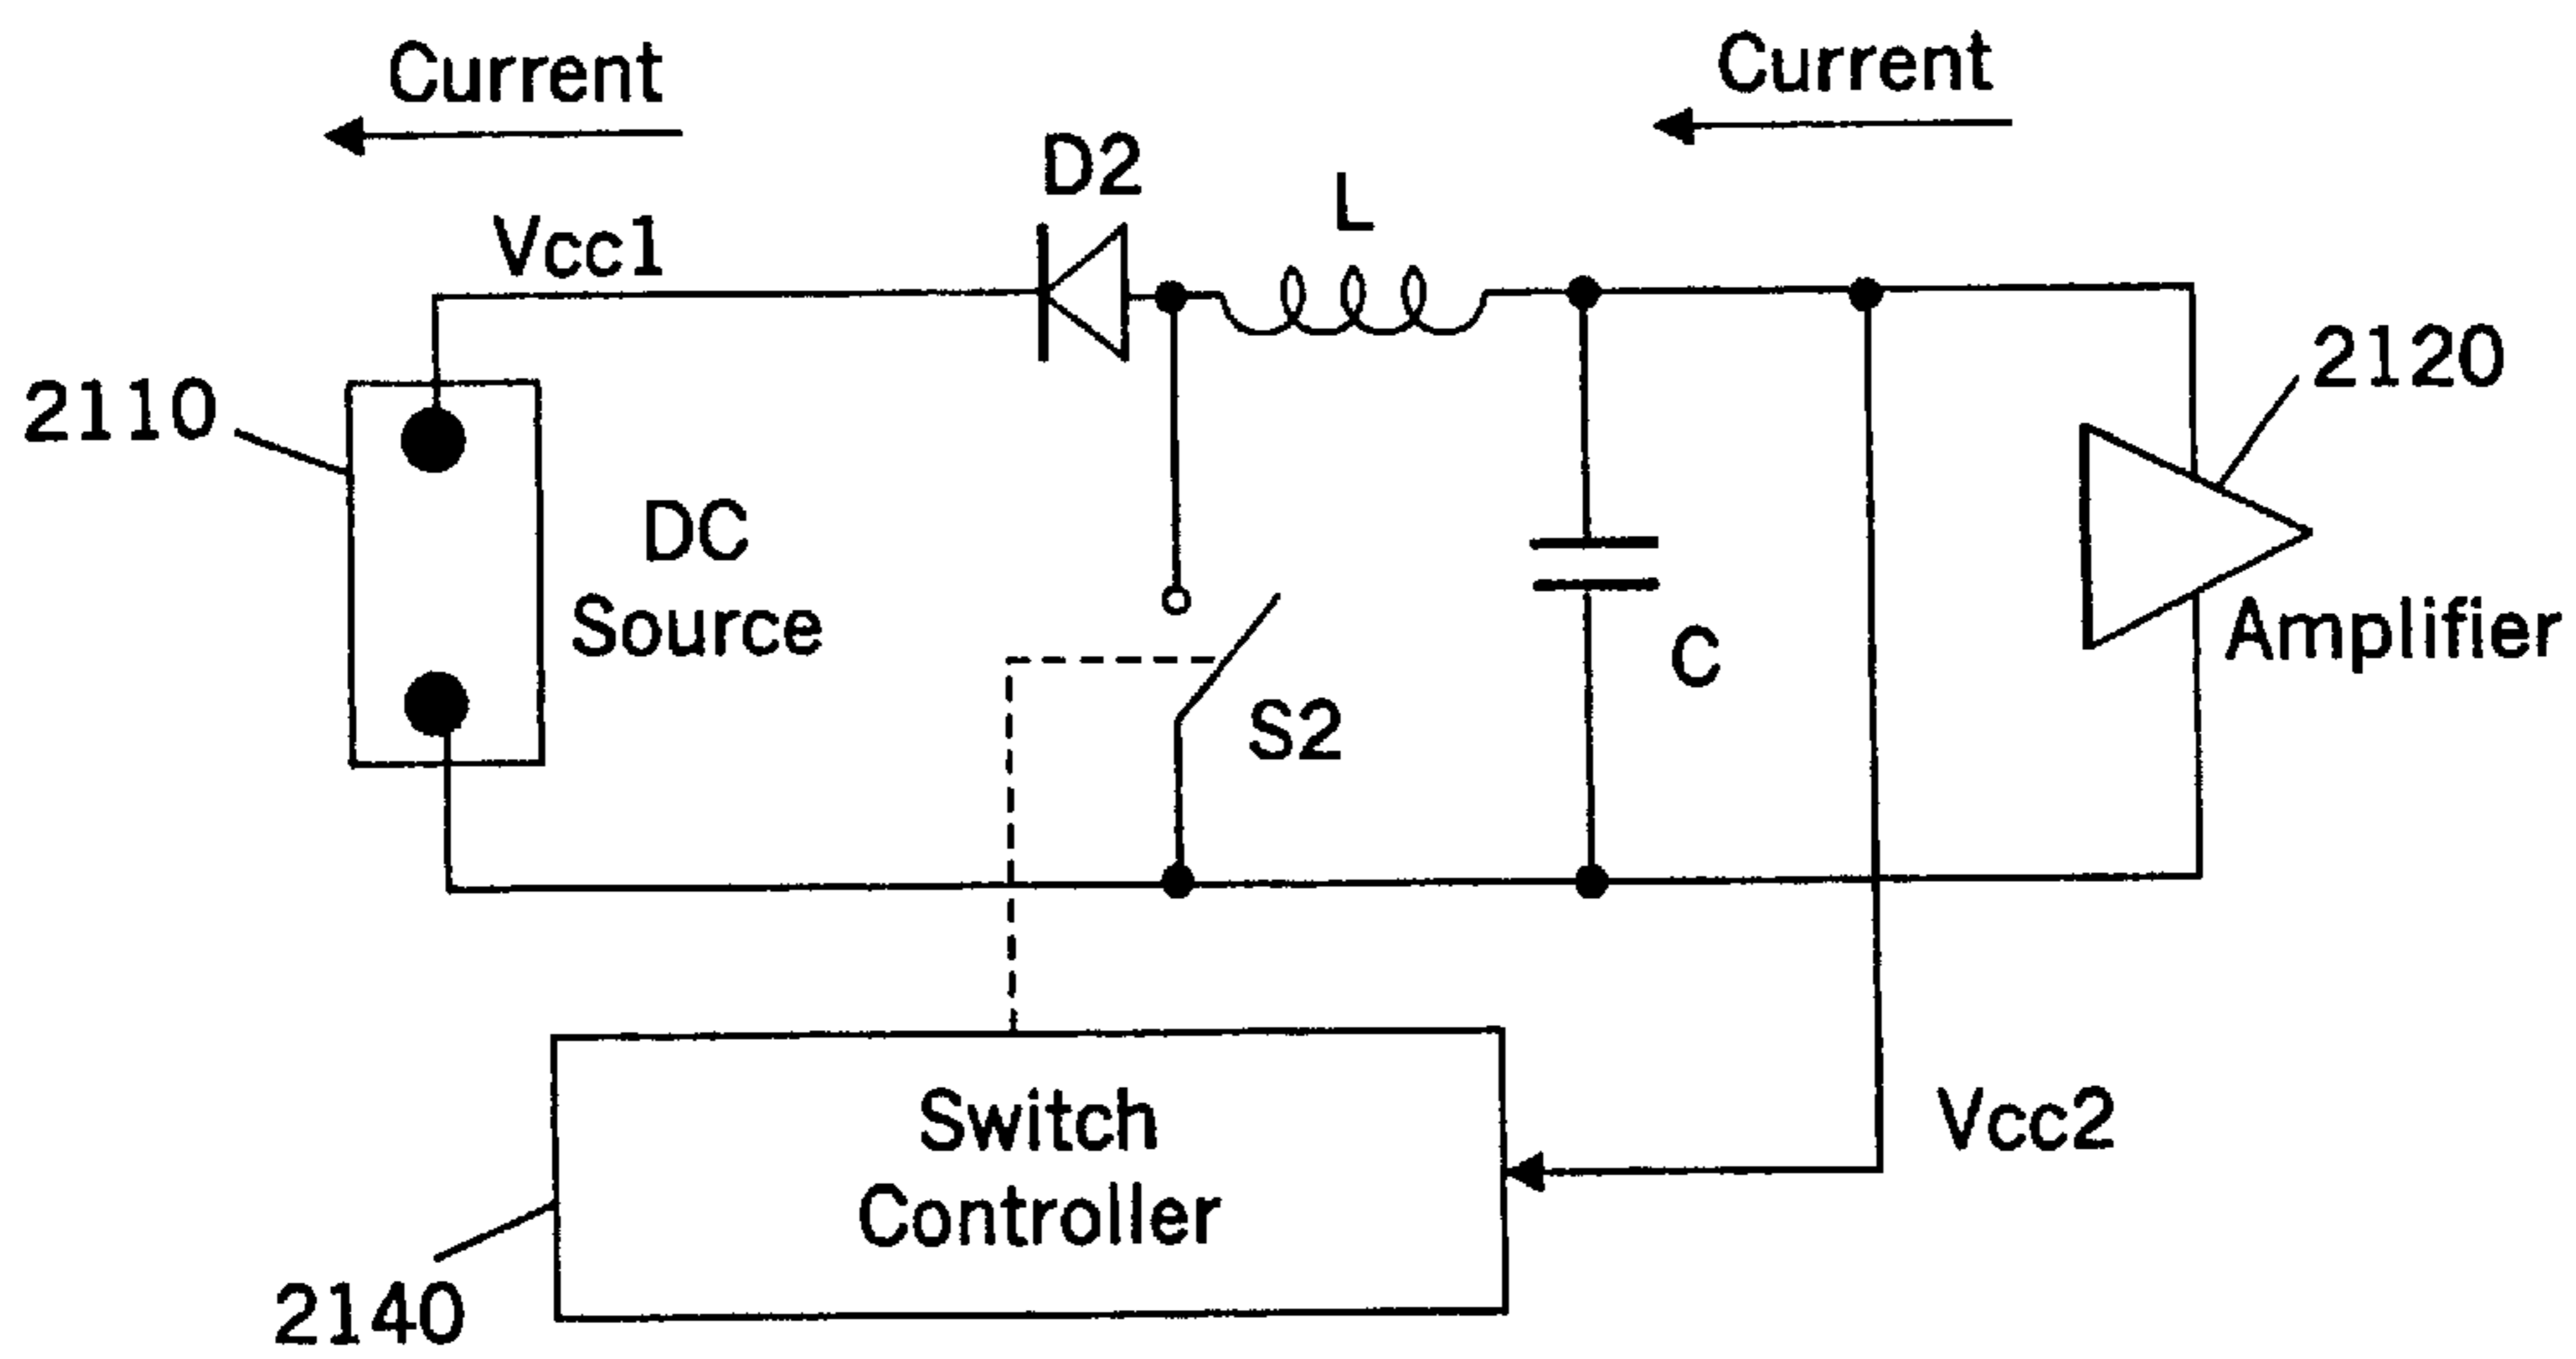 Current
Current
D2
L
Vcc1
2120
2110
DC
Source
Amplifier
C
S2
Switch
Controller
Vcc2
2140